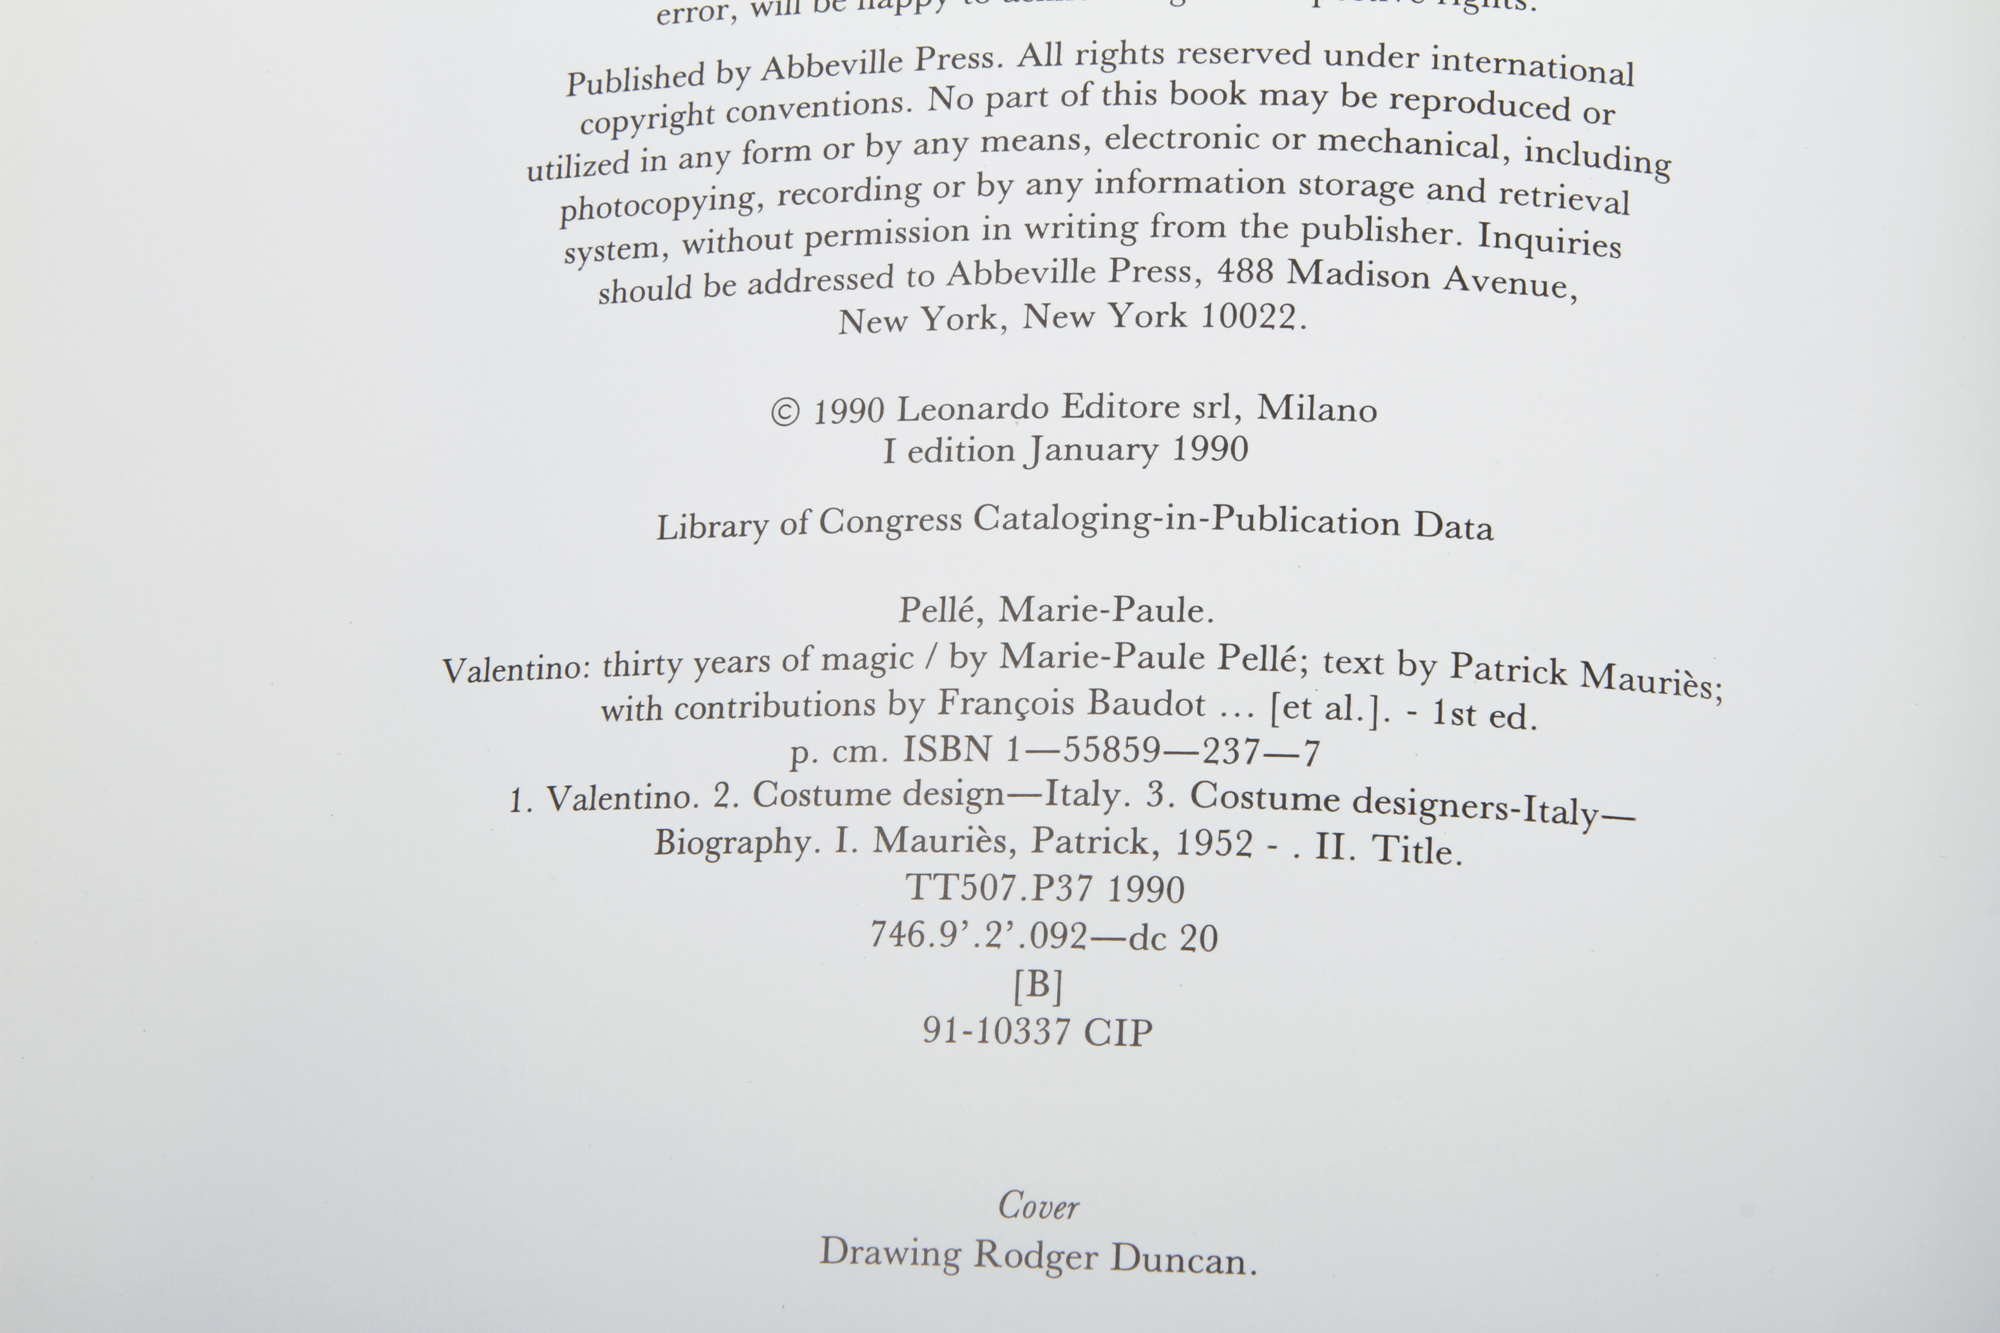 error, will be happy to
Published by Abbeville Press. All rights reserved under international
copyright conventions. No part of this book may be reproduced or
utilized in any form or by any means, electronic or mechanical, including
photocopying, recording or by any information storage and retrieval
system, without permission in writing from the publisher. Inquiries
should be addressed to Abbeville Press, 488 Madison Avenue,
New York, New York 10022.
© 1990 Leonardo Editore srl, Milano
I edition January 1990
Library of Congress Cataloging-in-Publication Data
Pellé, Marie-Paule.
Valentino: thirty years of magic / by Marie-Paule Pellé; text by Patrick Mauriès;
with contributions by François Baudot ... [et al.]. - 1st ed.
p. cm. ISBN 1—55859—237—7
1. Valentino. 2. Costume design—Italy. 3. Costume designers-Italy—
Biography. I. Mauriès, Patrick, 1952 - . II. Title.
TT507.P37 1990
746.9’.2’.092—dc 20
[B]
91-10337 CIP
Cover
Drawing Rodger Duncan.